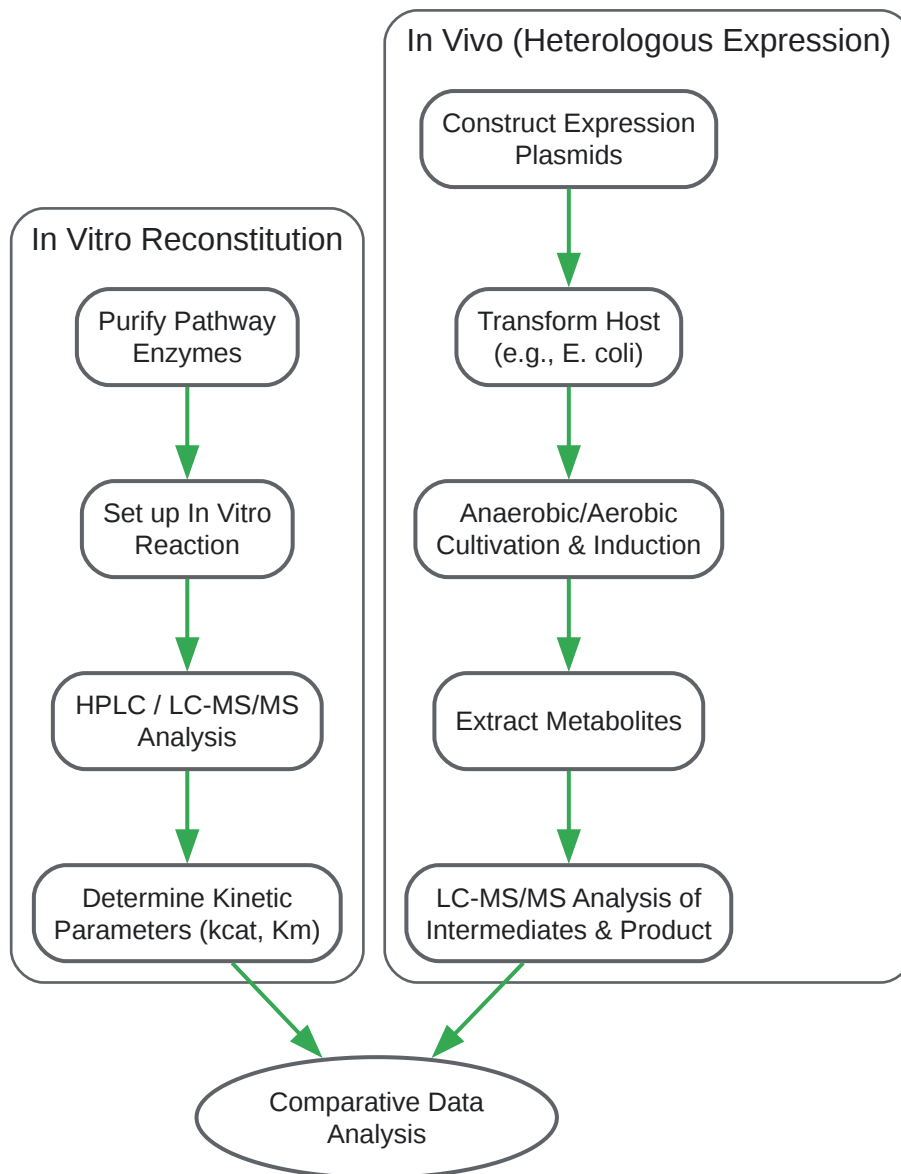 In Vitro Reconstitution
Purify Pathway
Enzymes
Set up In Vitro
Reaction
HPLC / LC-MS/MS
Analysis
Determine Kinetic
Parameters (kcat, Km)
In Vivo (Heterologous Expression)
Construct Expression
Plasmids
Transform Host
(e.g., E. coli)
Anaerobic/Aerobic
Cultivation & Induction
Extract Metabolites
LC-MS/MS Analysis of
Intermediates & Product
Comparative Data
Analysis